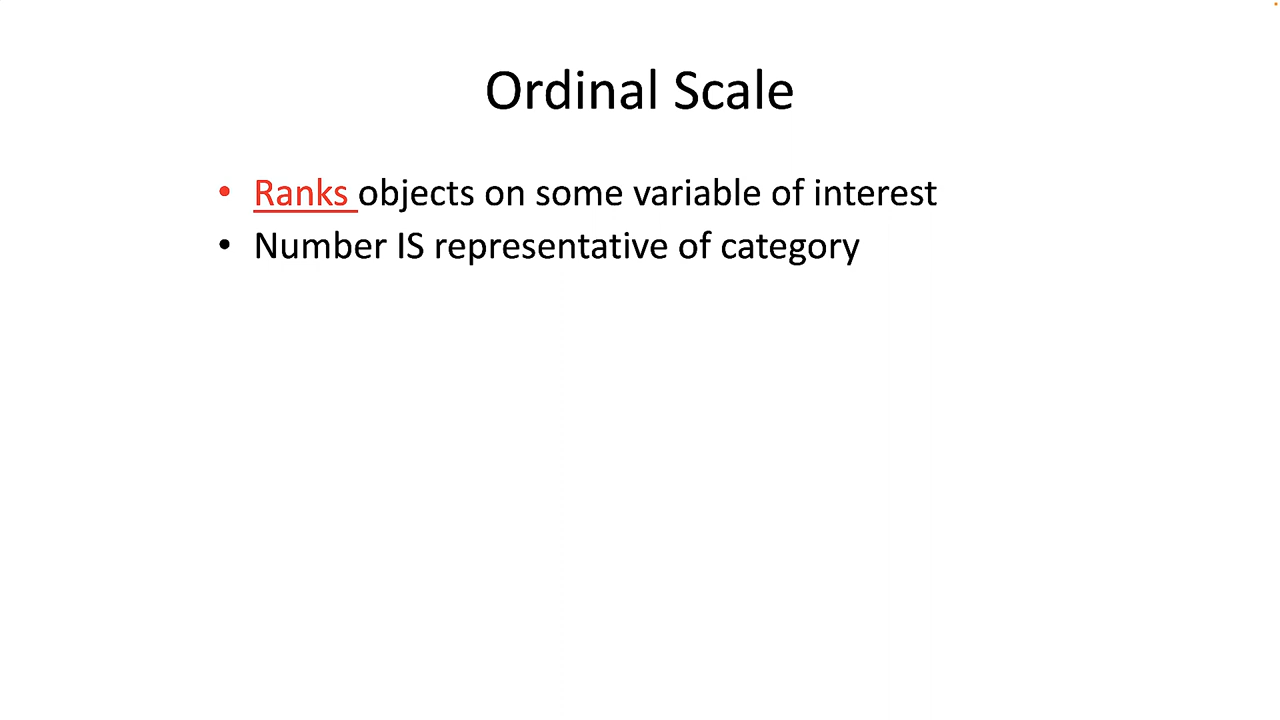 Ordinal Scale
• Ranks objects on some variable of interest
• Number IS representative of category